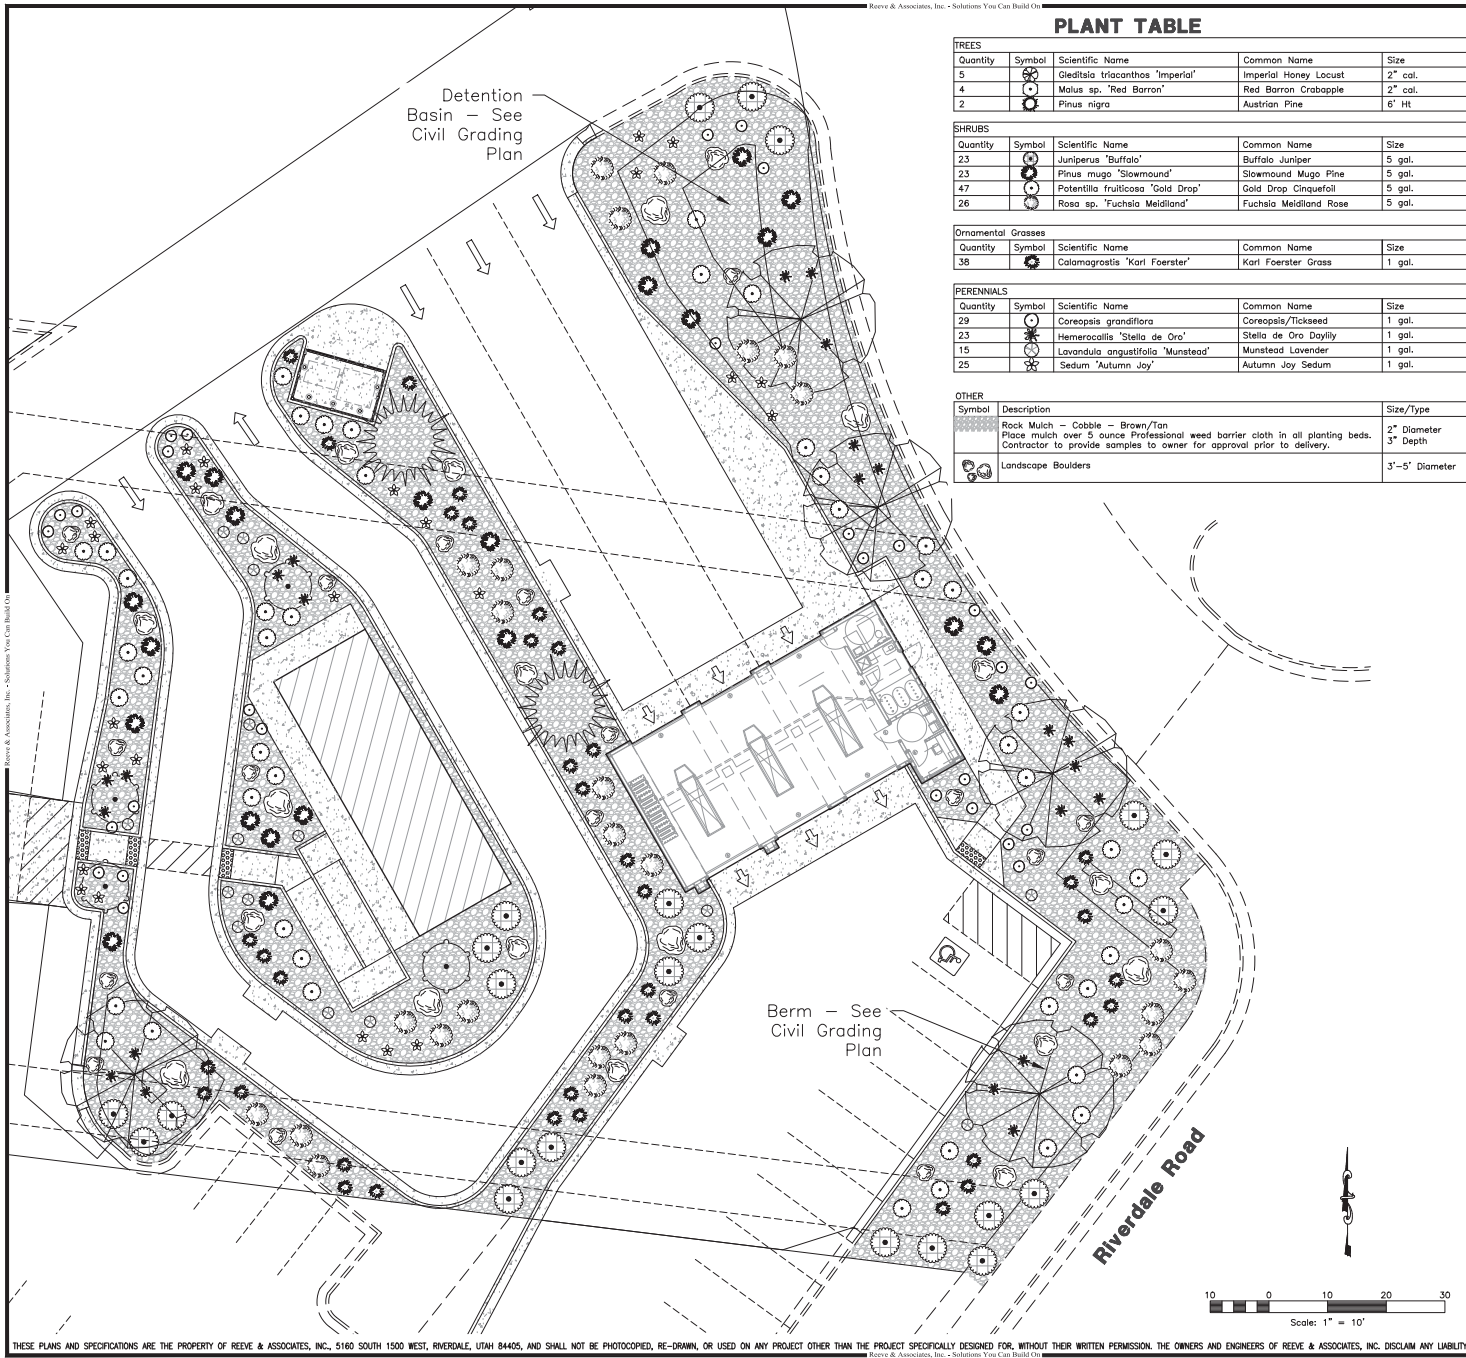 Reeve & Associates, Inc. - Solutions You Can Build On
PLANT TABLE
TREES
Quantity Symbol Scientific Name Common Name Size
5 Gleditsia triacanthos 'Imperial' Imperial Honey Locust 2" cal.
4 Malus sp. 'Red Barron' Red Barron Crabapple 2" cal.
2 Pinus nigra Austrian Pine 6' Ht
SHRUBS
Quantity Symbol Scientific Name Common Name Size
23 Juniperus 'Buffalo' Buffalo Juniper 5 gal.
23 Pinus mugo 'Slowmound' Slowmound Mugo Pine 5 gal.
47 Potentilla fruiticosa 'Gold Drop' Gold Drop Cinquefoil 5 gal.
26 Rosa sp. 'Fuchsia Meidiland' Fuchsia Meidiland Rose 5 gal.
Ornamental Grasses
Quantity Symbol Scientific Name Common Name Size
38 Calamagrostis 'Karl Foerster' Karl Foerster Grass 1 gal.
PERENNIALS
Quantity Symbol Scientific Name Common Name Size
29 Coreopsis grandiflora Coreopsis/Tickseed 1 gal.
23 Hemerocallis 'Stella de Oro' Stella de Oro Daylily 1 gal.
15 Lavandula angustifolia 'Munstead' Munstead Lavender 1 gal.
25 Sedum 'Autumn Joy' Autumn Joy Sedum 1 gal.
OTHER
Symbol Description Size/Type
Rock Mulch - Cobble - Brown/Tan
Place mulch over 5 ounce Professional weed barrier cloth in all planting beds. 2" Diameter
Contractor to provide samples to owner for approval prior to delivery. 3" Depth
Landscape Boulders 3'-5' Diameter
Detention
Basin - See
Civil Grading
Plan
Reeve & Associates, Inc. - Solutions You Can Build On
Berm - See
Civil Grading
Plan
Riverdale Road
10 0 10 20 30
Scale: 1" = 10'
THESE PLANS AND SPECIFICATIONS ARE THE PROPERTY OF REEVE & ASSOCIATES, INC., 5160 SOUTH 1500 WEST, RIVERDALE, UTAH 84405, AND SHALL NOT BE PHOTOCOPIED, RE-DRAWN, OR USED ON ANY PROJECT OTHER THAN THE PROJECT SPECIFICALLY DESIGNED FOR, WITHOUT THEIR WRITTEN PERMISSION. THE OWNERS AND ENGINEERS OF REEVE & ASSOCIATES, INC. DISCLAIM ANY LIABILITY
Reeve & Associates, Inc. - Solutions You Can Build On